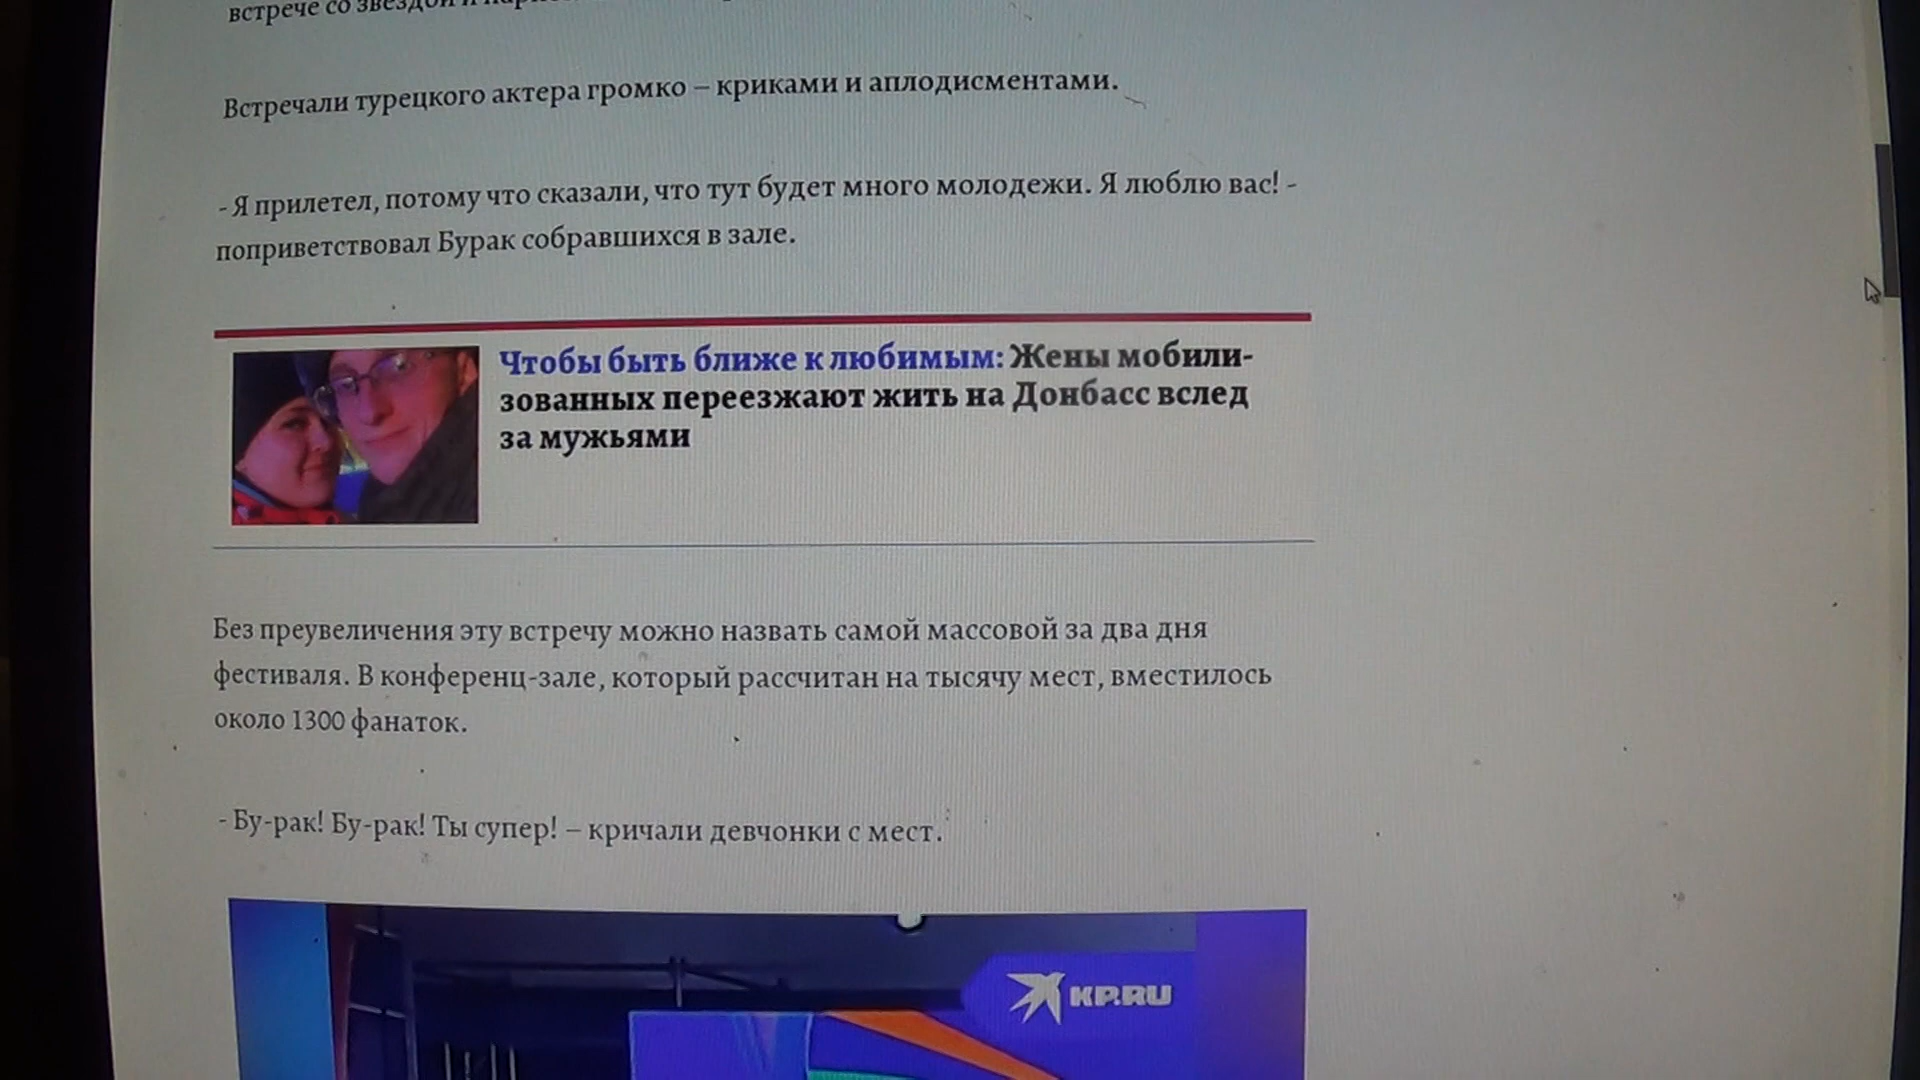 встрече со звездой и
Встречали турецкого актера громко – криками и аплодисментами.
- Я прилетел, потому что сказали, что тут будет много молодежи. Я люблю вас! -
поприветствовал Бурак собравшихся в зале.
Чтобы быть ближе к любимым: Жены мобили-
зованных переезжают жить на Донбасс вслед
за мужьями
Без преувеличения эту встречу можно назвать самой массовой за два дня
фестиваля. В конференц-зале, который рассчитан на тысячу мест, вместилось
около 1300 фанаток.
- Бу-рак! Бу-рак! Ты супер! – кричали девчонки с мест.
KP.RU